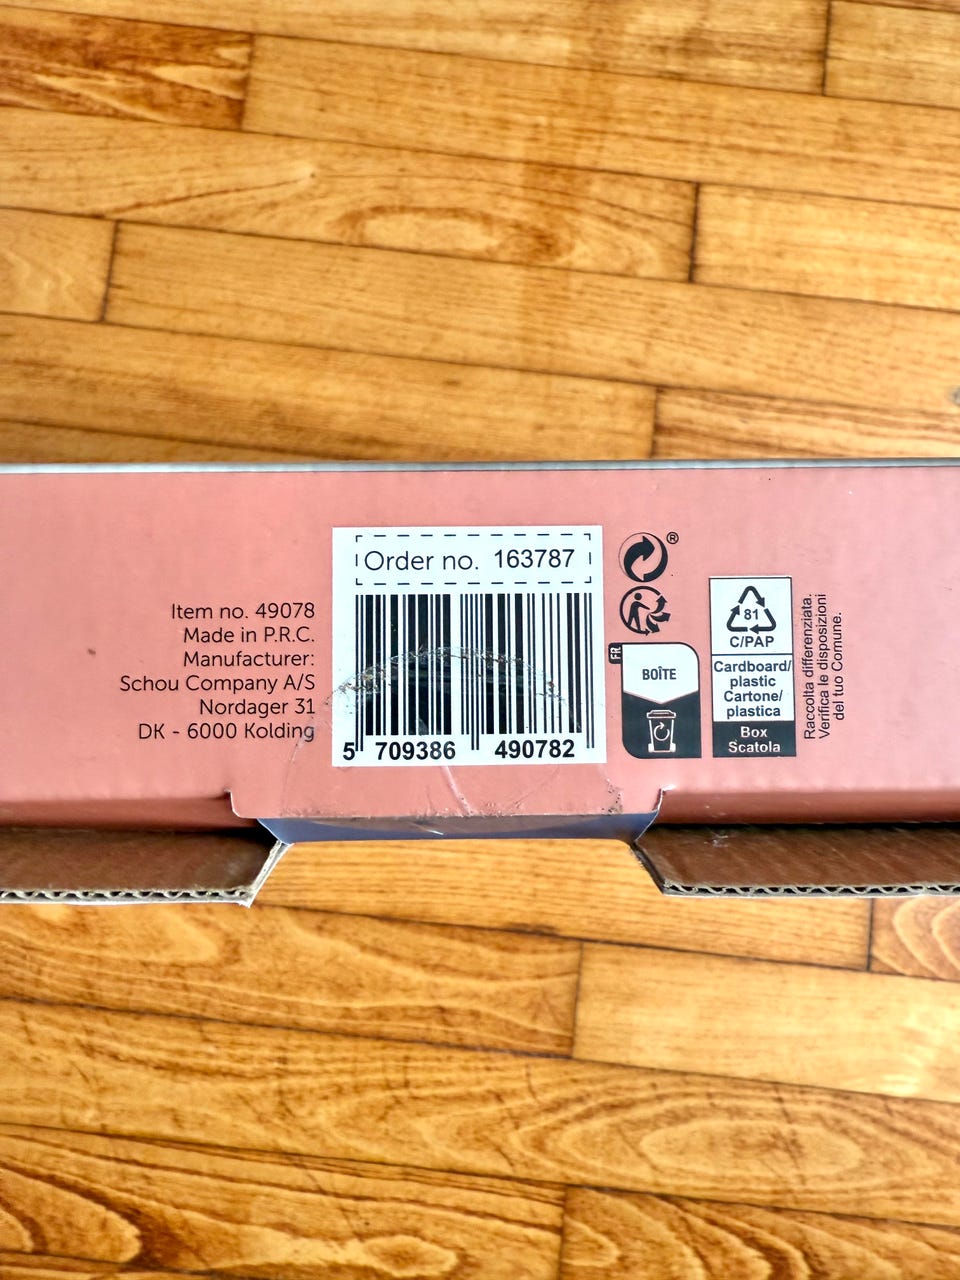 Item no. 49078
Made in P.R.C.
Manufacturer:
Schou Company A/S
Nordager 31
DK - 6000 Kolding
Order no. 163787
5 709386 490782
®
FR
BOÎTE
81
C/PAP
Cardboard/
plastic
Cartone/
plastica
Box
Scatola
Raccolta differenziata.
Verifica le disposizioni
del tuo Comune.